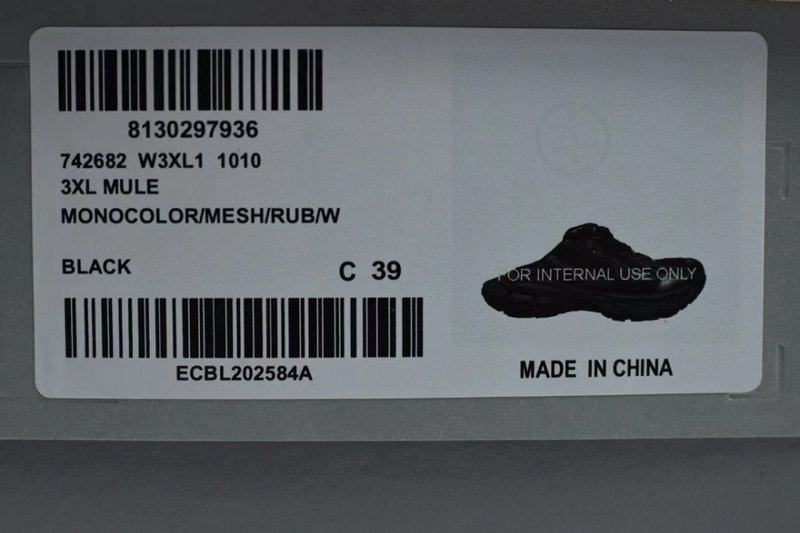 8130297936
742682 W3XL1 1010
3XL MULE
MONOCOLOR/MESH/RUB/W
BLACK
C 39
ECBL202584A
FOR INTERNAL USE ONLY
MADE IN CHINA